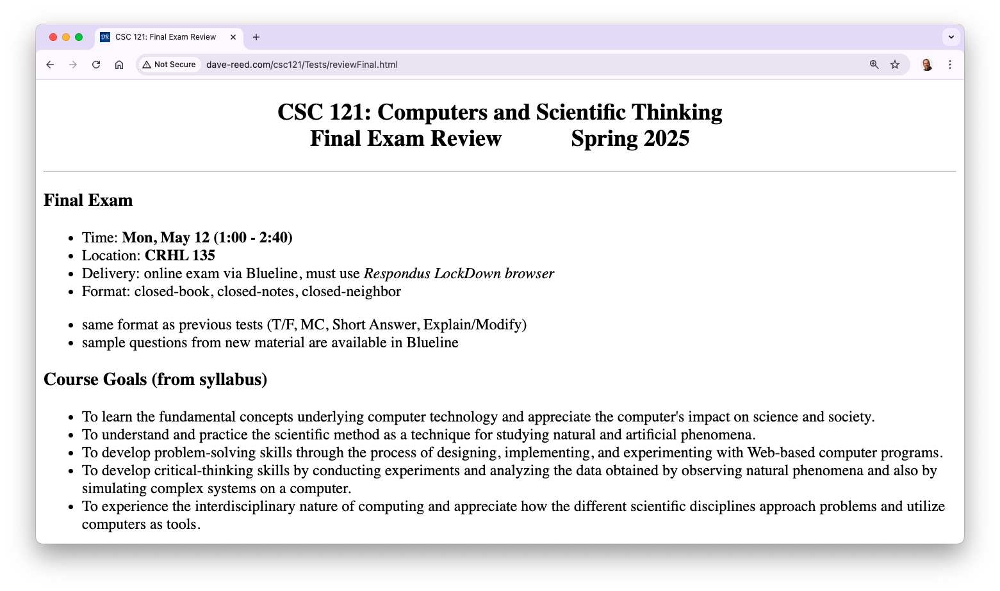 DR CSC 121: Final Exam Review
Not Secure dave-reed.com/csc121/Tests/reviewFinal.html
CSC 121: Computers and Scientific Thinking
Final Exam Review Spring 2025
Final Exam
• Time: Mon, May 12 (1:00 - 2:40)
• Location: CRHL 135
• Delivery: online exam via Blueline, must use Respondus LockDown browser
• Format: closed-book, closed-notes, closed-neighbor
• same format as previous tests (T/F, MC, Short Answer, Explain/Modify)
• sample questions from new material are available in Blueline
Course Goals (from syllabus)
• To learn the fundamental concepts underlying computer technology and appreciate the computer's impact on science and society.
• To understand and practice the scientific method as a technique for studying natural and artificial phenomena.
• To develop problem-solving skills through the process of designing, implementing, and experimenting with Web-based computer programs.
• To develop critical-thinking skills by conducting experiments and analyzing the data obtained by observing natural phenomena and also by
simulating complex systems on a computer.
• To experience the interdisciplinary nature of computing and appreciate how the different scientific disciplines approach problems and utilize
computers as tools.